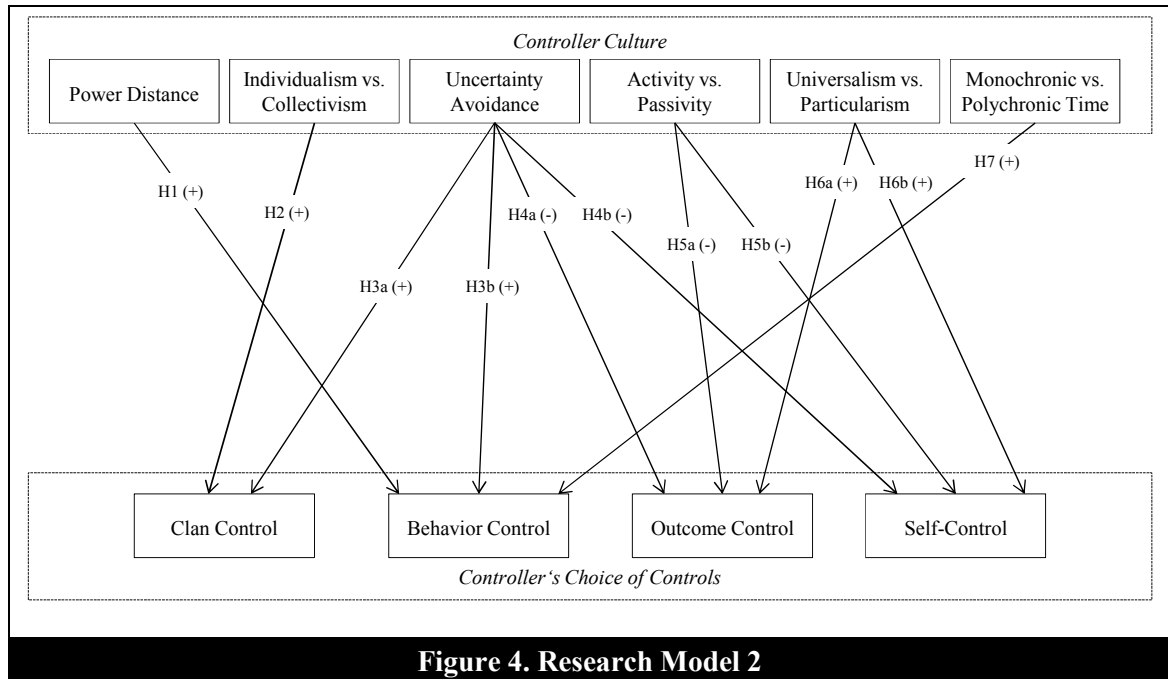 Controller Culture
Power Distance
Individualism vs.
Collectivism
Uncertainty
Avoidance
Activity vs.
Passivity
Universalism vs.
Particularism
Monochronic vs.
Polychronic Time
H1 (+)
H2 (+)
H3a (+)
H3b (+)
H4a (-)
H4b (-)
H5a (-)
H5b (-)
H6a (+)
H6b (+)
H7 (+)
Clan Control
Behavior Control
Outcome Control
Self-Control
Controller‘s Choice of Controls
Figure 4. Research Model 2